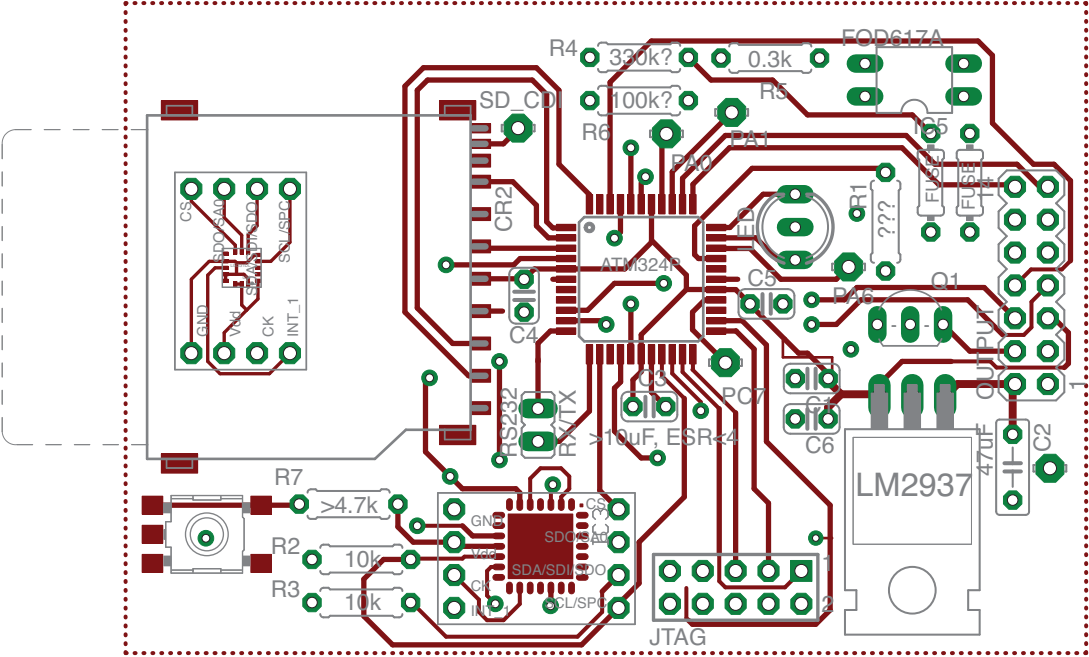 R4
330k?
0.3k
FOD617A
R5
SD_CDI
100k?
R6
PA1
PA0
IC5
FUSE
FUSE
14
CR2
R1
???
LED
ATM324P
CS
SDO/SA0
SDA/SDI/SDO
SCL/SPC
GND
Vdd
CK
INT_1
C4
C5
PA6
Q1
OUTPUT
1
C3
PC7
C1
C6
RS232
RX/TX
>10uF, ESR<4
47uF
C2
LM2937
R7
>4.7k
R2
10k
R3
10k
CS
GND
SDO/SA0
Vdd
SDA/SDI/SDO
CK
INT_1
SCL/SPC
1
2
JTAG